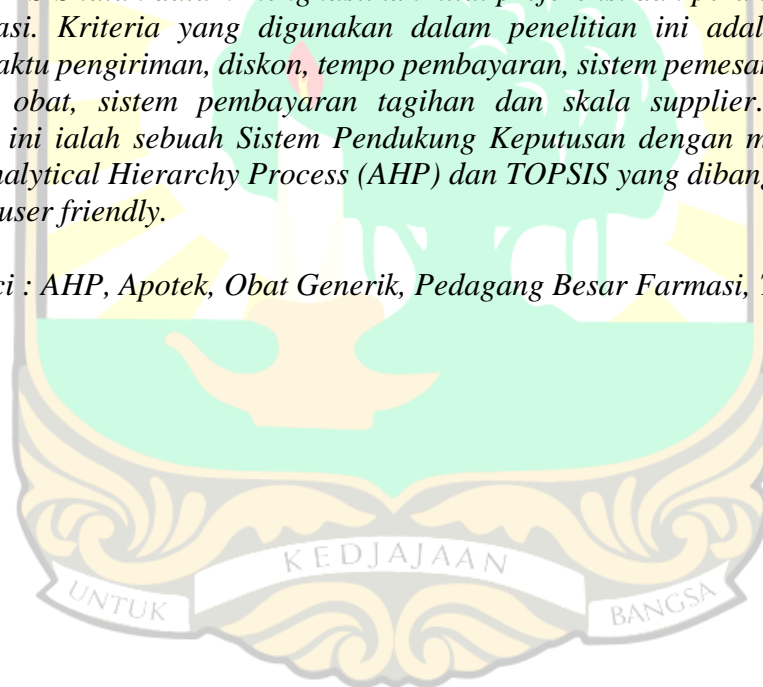 asi. Kriteria yang digunakan dalam penelitian ini adal
aktu pengiriman, diskon, tempo pembayaran, sistem pemesar
obat, sistem pembayaran tagihan dan skala supplier.
ini ialah sebuah Sistem Pendukung Keputusan dengan m
nalytical Hierarchy Process (AHP) dan TOPSIS yang dibang
user friendly.
ci : AHP, Apotek, Obat Generik, Pedagang Besar Farmasi,
KEDJAJAAN
UNTUK BANGSA